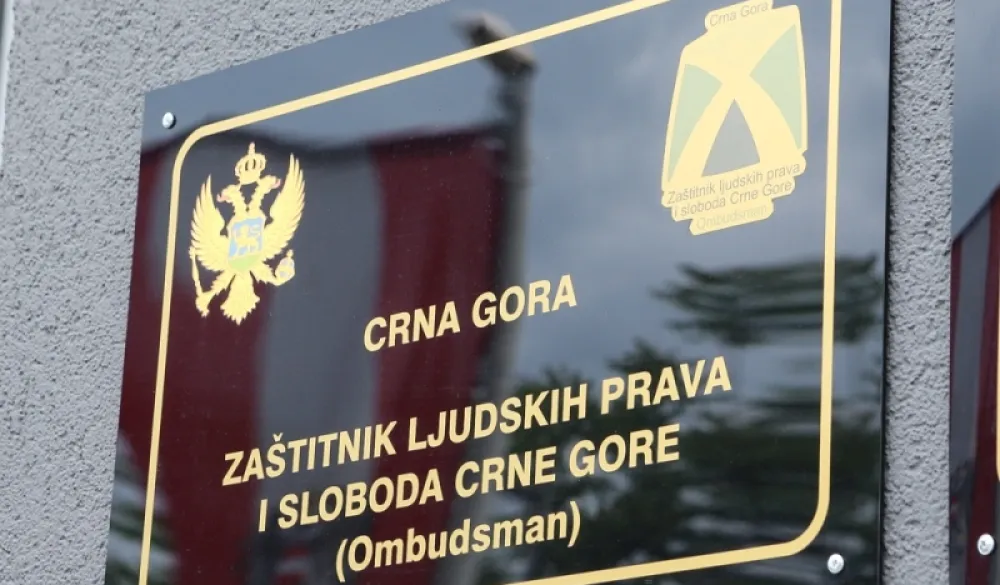 Crna Gora
Zaštitnik ljudskih prava
i sloboda Crne Gore
Ombudsman
CRNA GORA
ZAŠTITNIK LJUDSKIH PRAVA
I SLOBODA CRNE GORE
(Ombudsman)